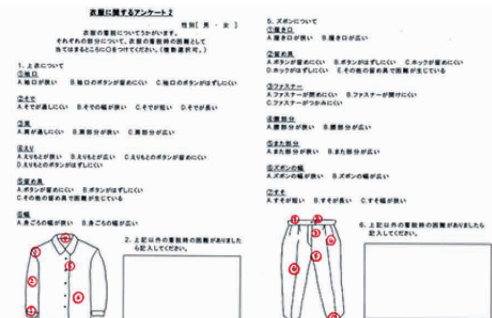 衣服に関するアンケート2
性別[ 男 ・ 女 ]
衣服の着脱についてうかがいます。
それぞれの部分について、衣服の着脱時の困難として
当てはまるところに○をつけてください。(複数選択可。)
1. 上衣について
①袖口
A.袖口が狭い B.袖口のボタンが留めにくい C.袖口のボタンがはずしにくい
②そで
A.そでが通しにくい B.そでの幅が狭い C.そでが短い D.そでが長い
③肩
A.肩が通しにくい B.肩部分が狭い C.肩部分が広い
④えり
A.えりもとが狭い B.えりもとが広い C.えりもとのボタンが留めにくい
D.えりもとのボタンがはずしにくい
⑤留め具
A.ボタンが留めにくい B.ボタンがはずしにくい
C.その他の留め具で困難が生じている
⑥幅
A.身ごろの幅が狭い B.身ごろの幅が広い
2. 上記以外の着脱時の困難がありました
ら記入してください。
5. ズボンについて
①履き口
A.履き口が狭い B.履き口が広い
②留め具
A.ボタンが留めにくい B.ボタンがはずしにくい C.ホックが留めにくい
D.ホックがはずしにくい E.その他の留め具で困難が生じている
③ファスナー
A.ファスナーが閉めにくい B.ファスナーが開けにくい
C.ファスナーがつかみにくい
④腰部分
A.腰部分が狭い B.腰部分が広い
⑤また部分
A.また部分が狭い B.また部分が広い
⑥ズボンの幅
A.ズボンの幅が狭い B.ズボンの幅が広い
⑦すそ
A.すそが短い B.すそが長い C.すそ幅が狭い
6. 上記以外の着脱時の困難がありましたら
記入してください。